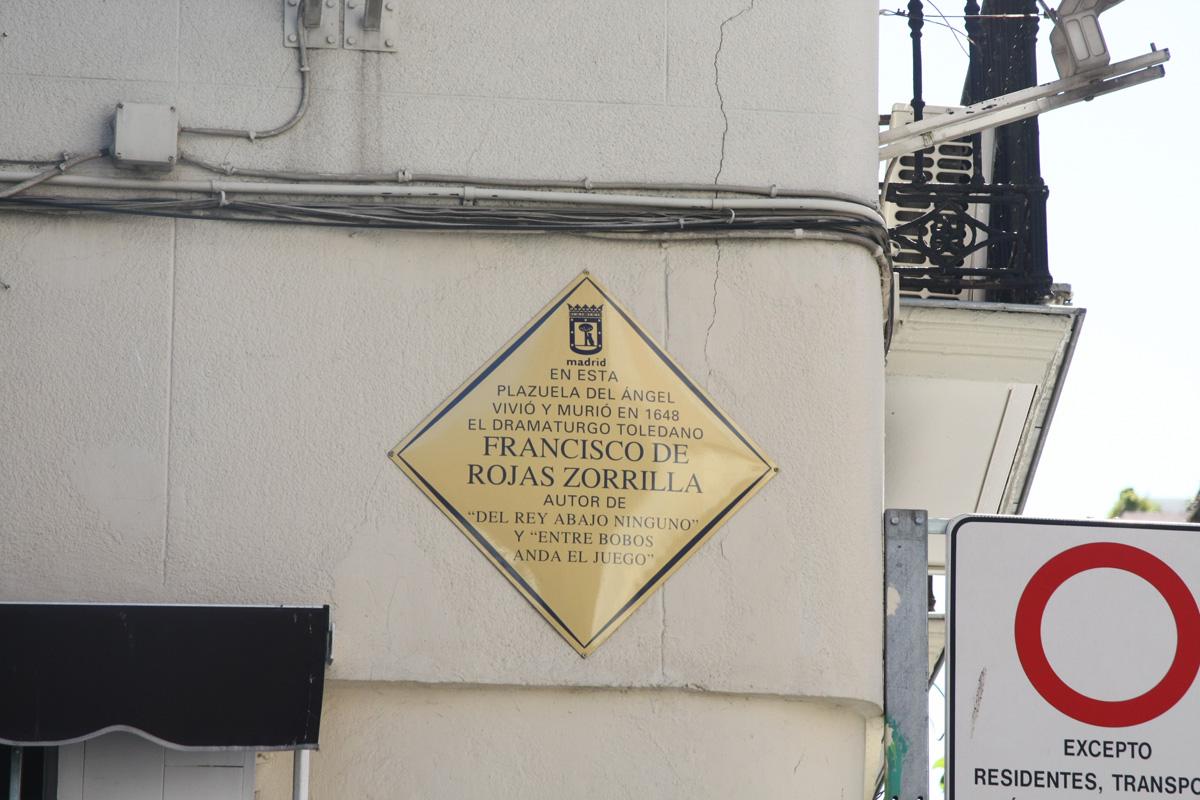 madrid
EN ESTA
PLAZUELA DEL ÁNGEL
VIVIÓ Y MURIÓ EN 1648
EL DRAMATURGO TOLEDANO
FRANCISCO DE
ROJAS ZORRILLA
AUTOR DE
“DEL REY ABAJO NINGUNO”
Y “ENTRE BOBOS
ANDA EL JUEGO”
EXCEPTO
RESIDENTES, TRANSPO